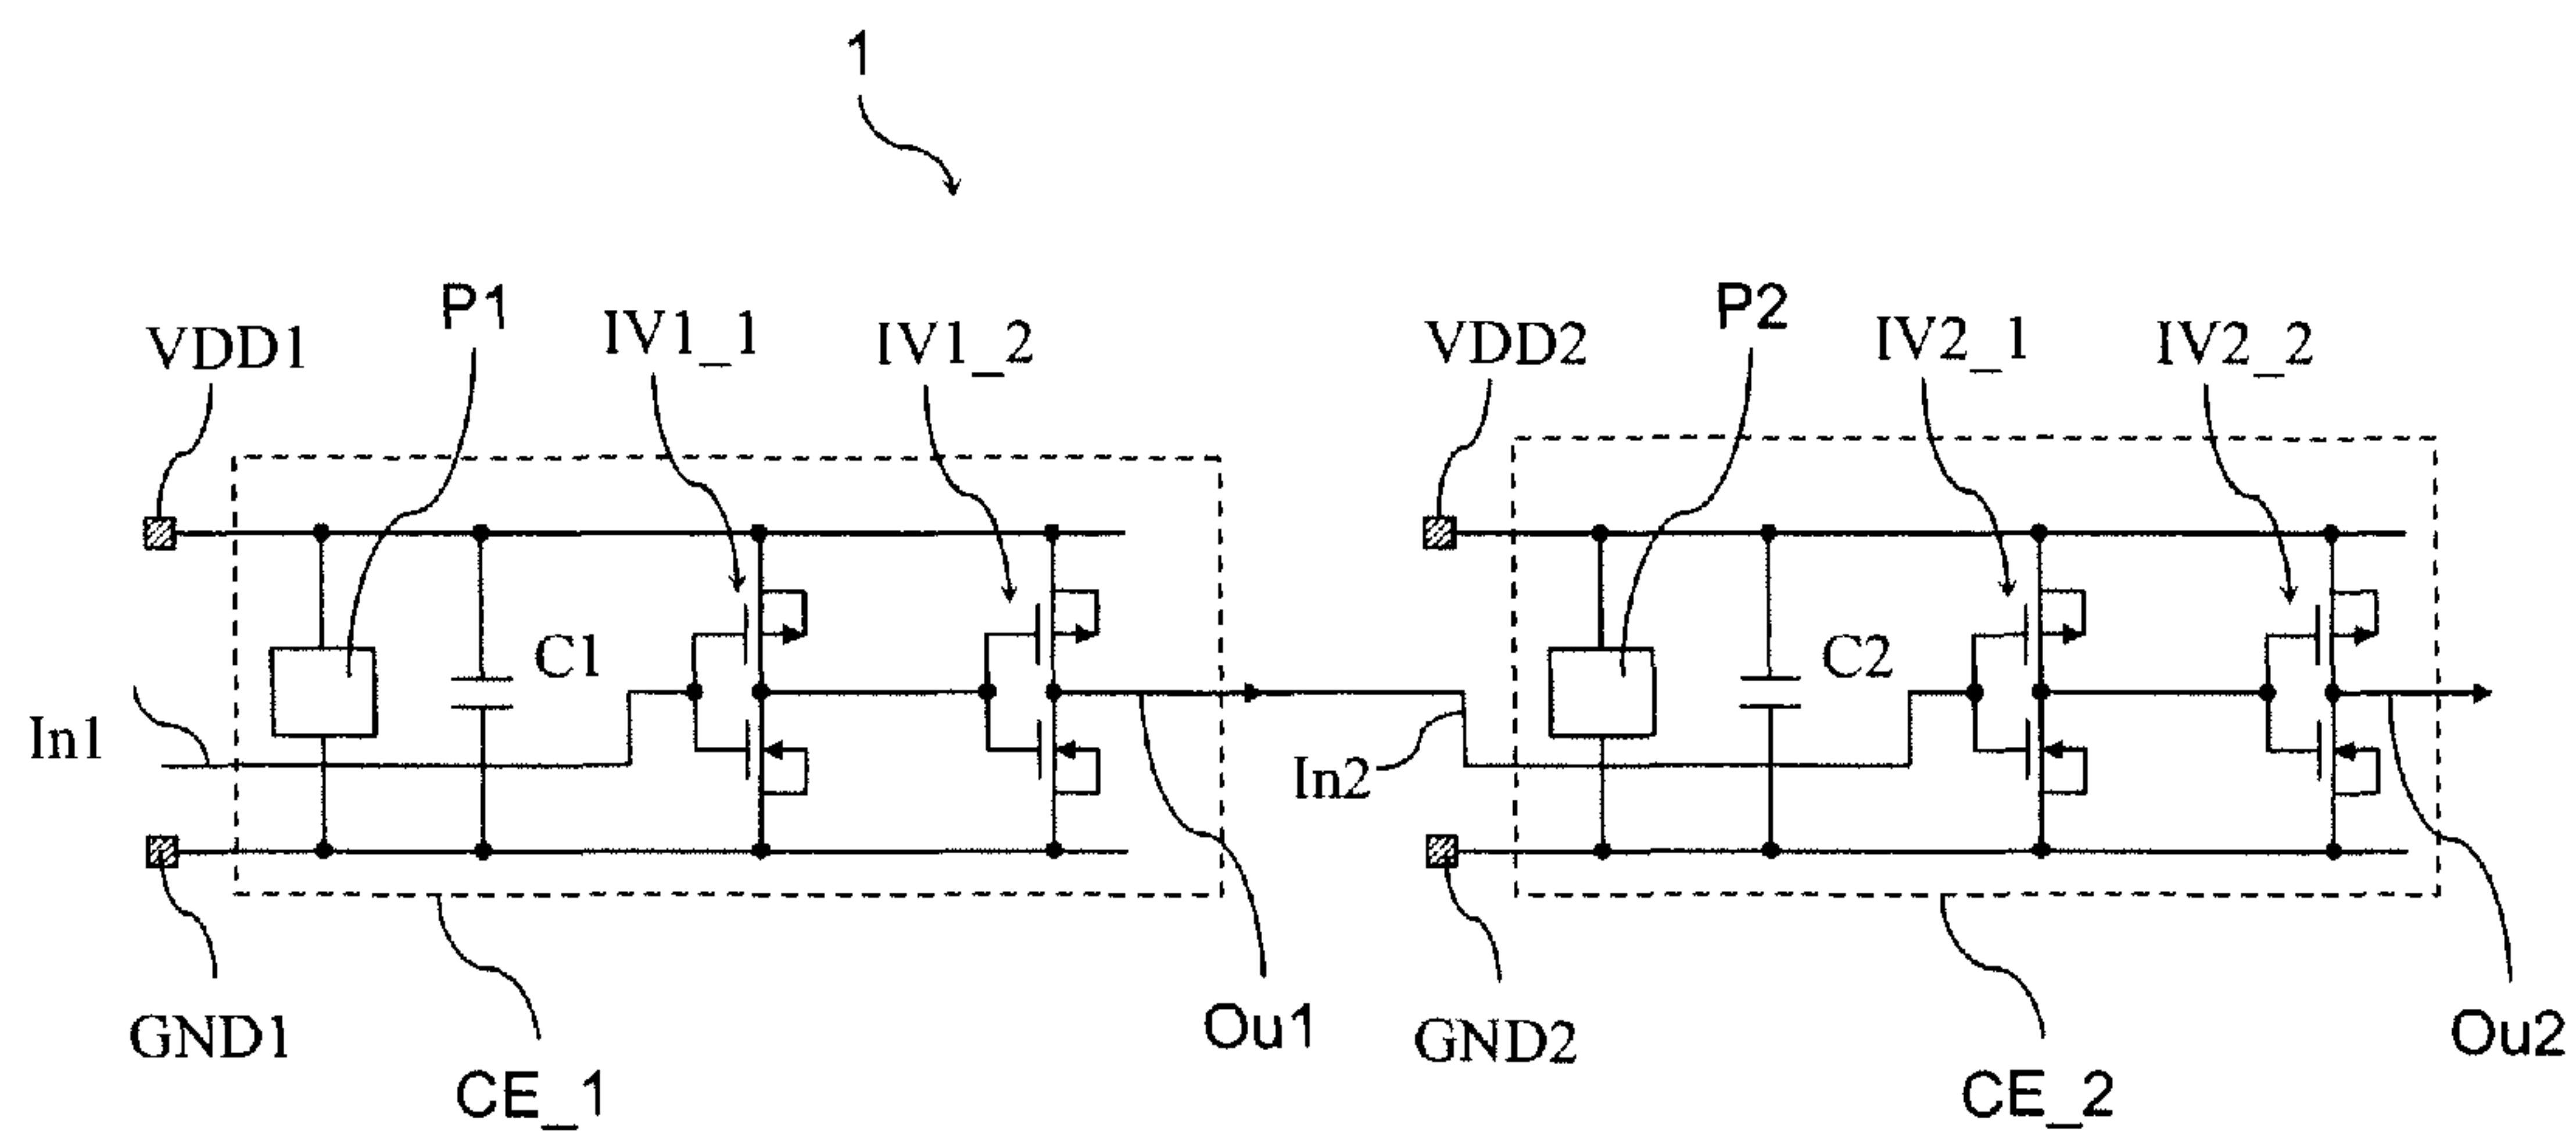 1
P1
P2
VDD1
IV1_1
IV1_2
VDD2
IV2_1
IV2_2
C1
C2
In1
In2
GND1
Ou1
GND2
Ou2
CE_1
CE_2